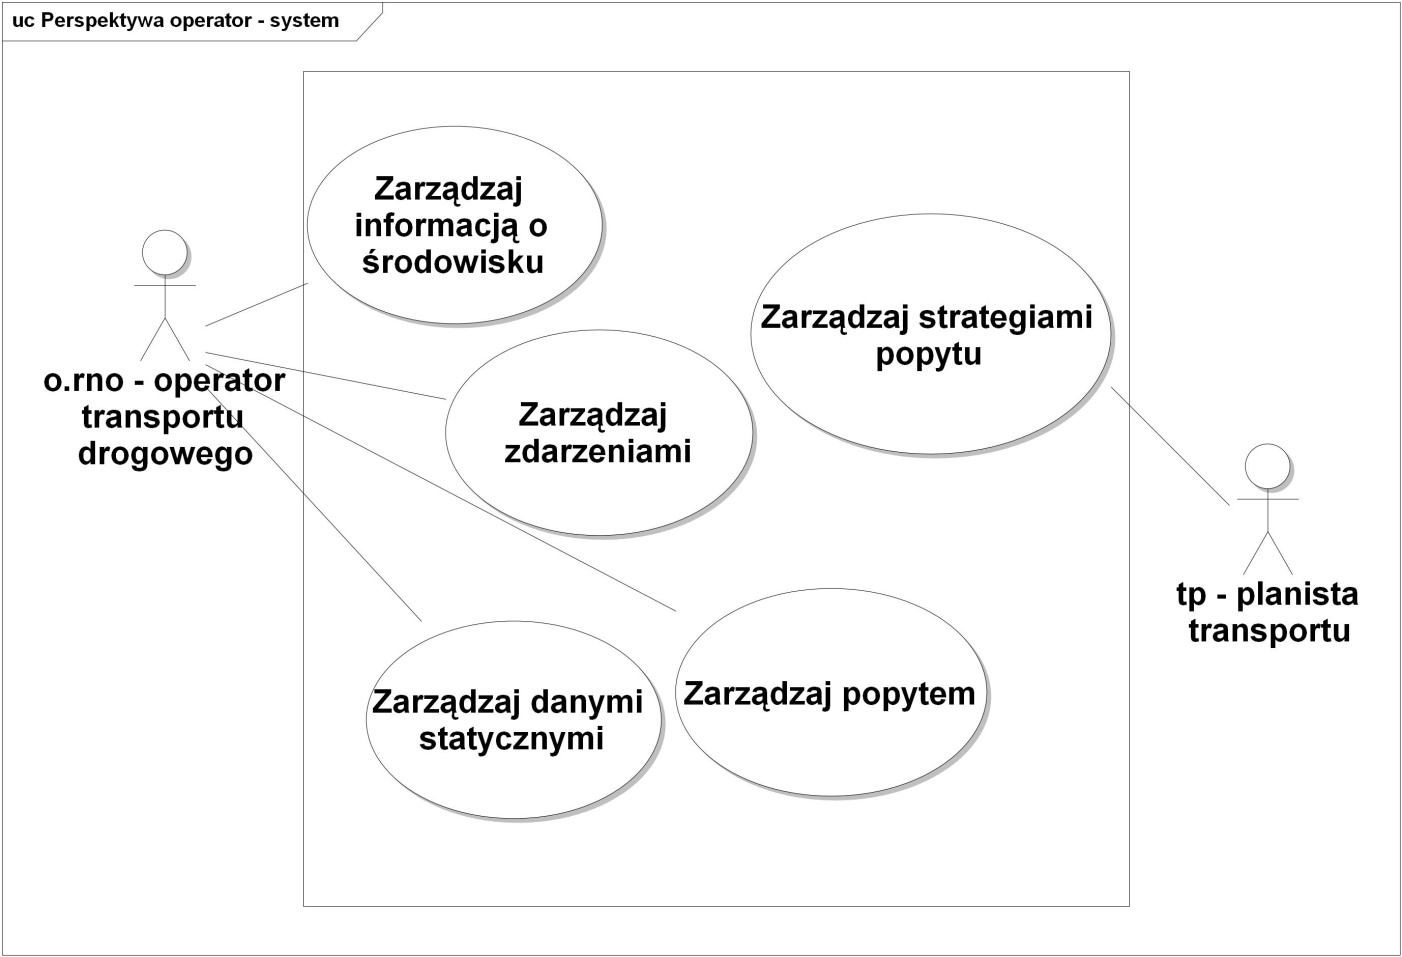 uc Perspektywa operator - system
Zarządzaj
informacją o
środowisku
Zarządzaj strategiami
popytu
o.rno - operator
transportu
drogowego
Zarządzaj
zdarzeniami
tp - planista
transportu
Zarządzaj danymi
statycznymi
Zarządzaj popytem